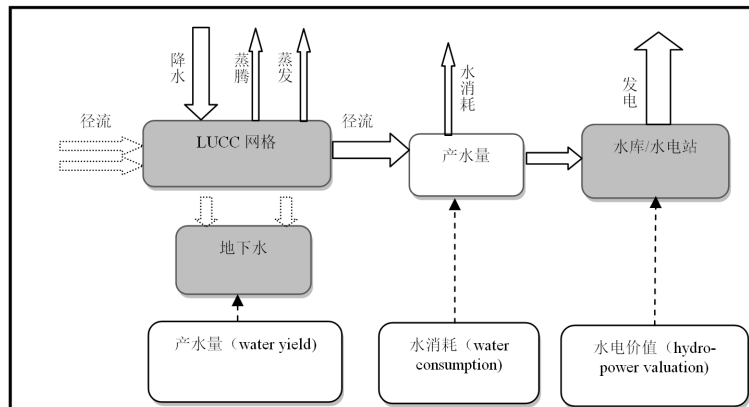 降水
蒸腾
蒸发
水消耗
发电
径流
LUCC 网格
径流
产水量
水库/水电站
地下水
产水量（water yield)
水消耗（water
consumption)
水电价值（hydro-
power valuation)